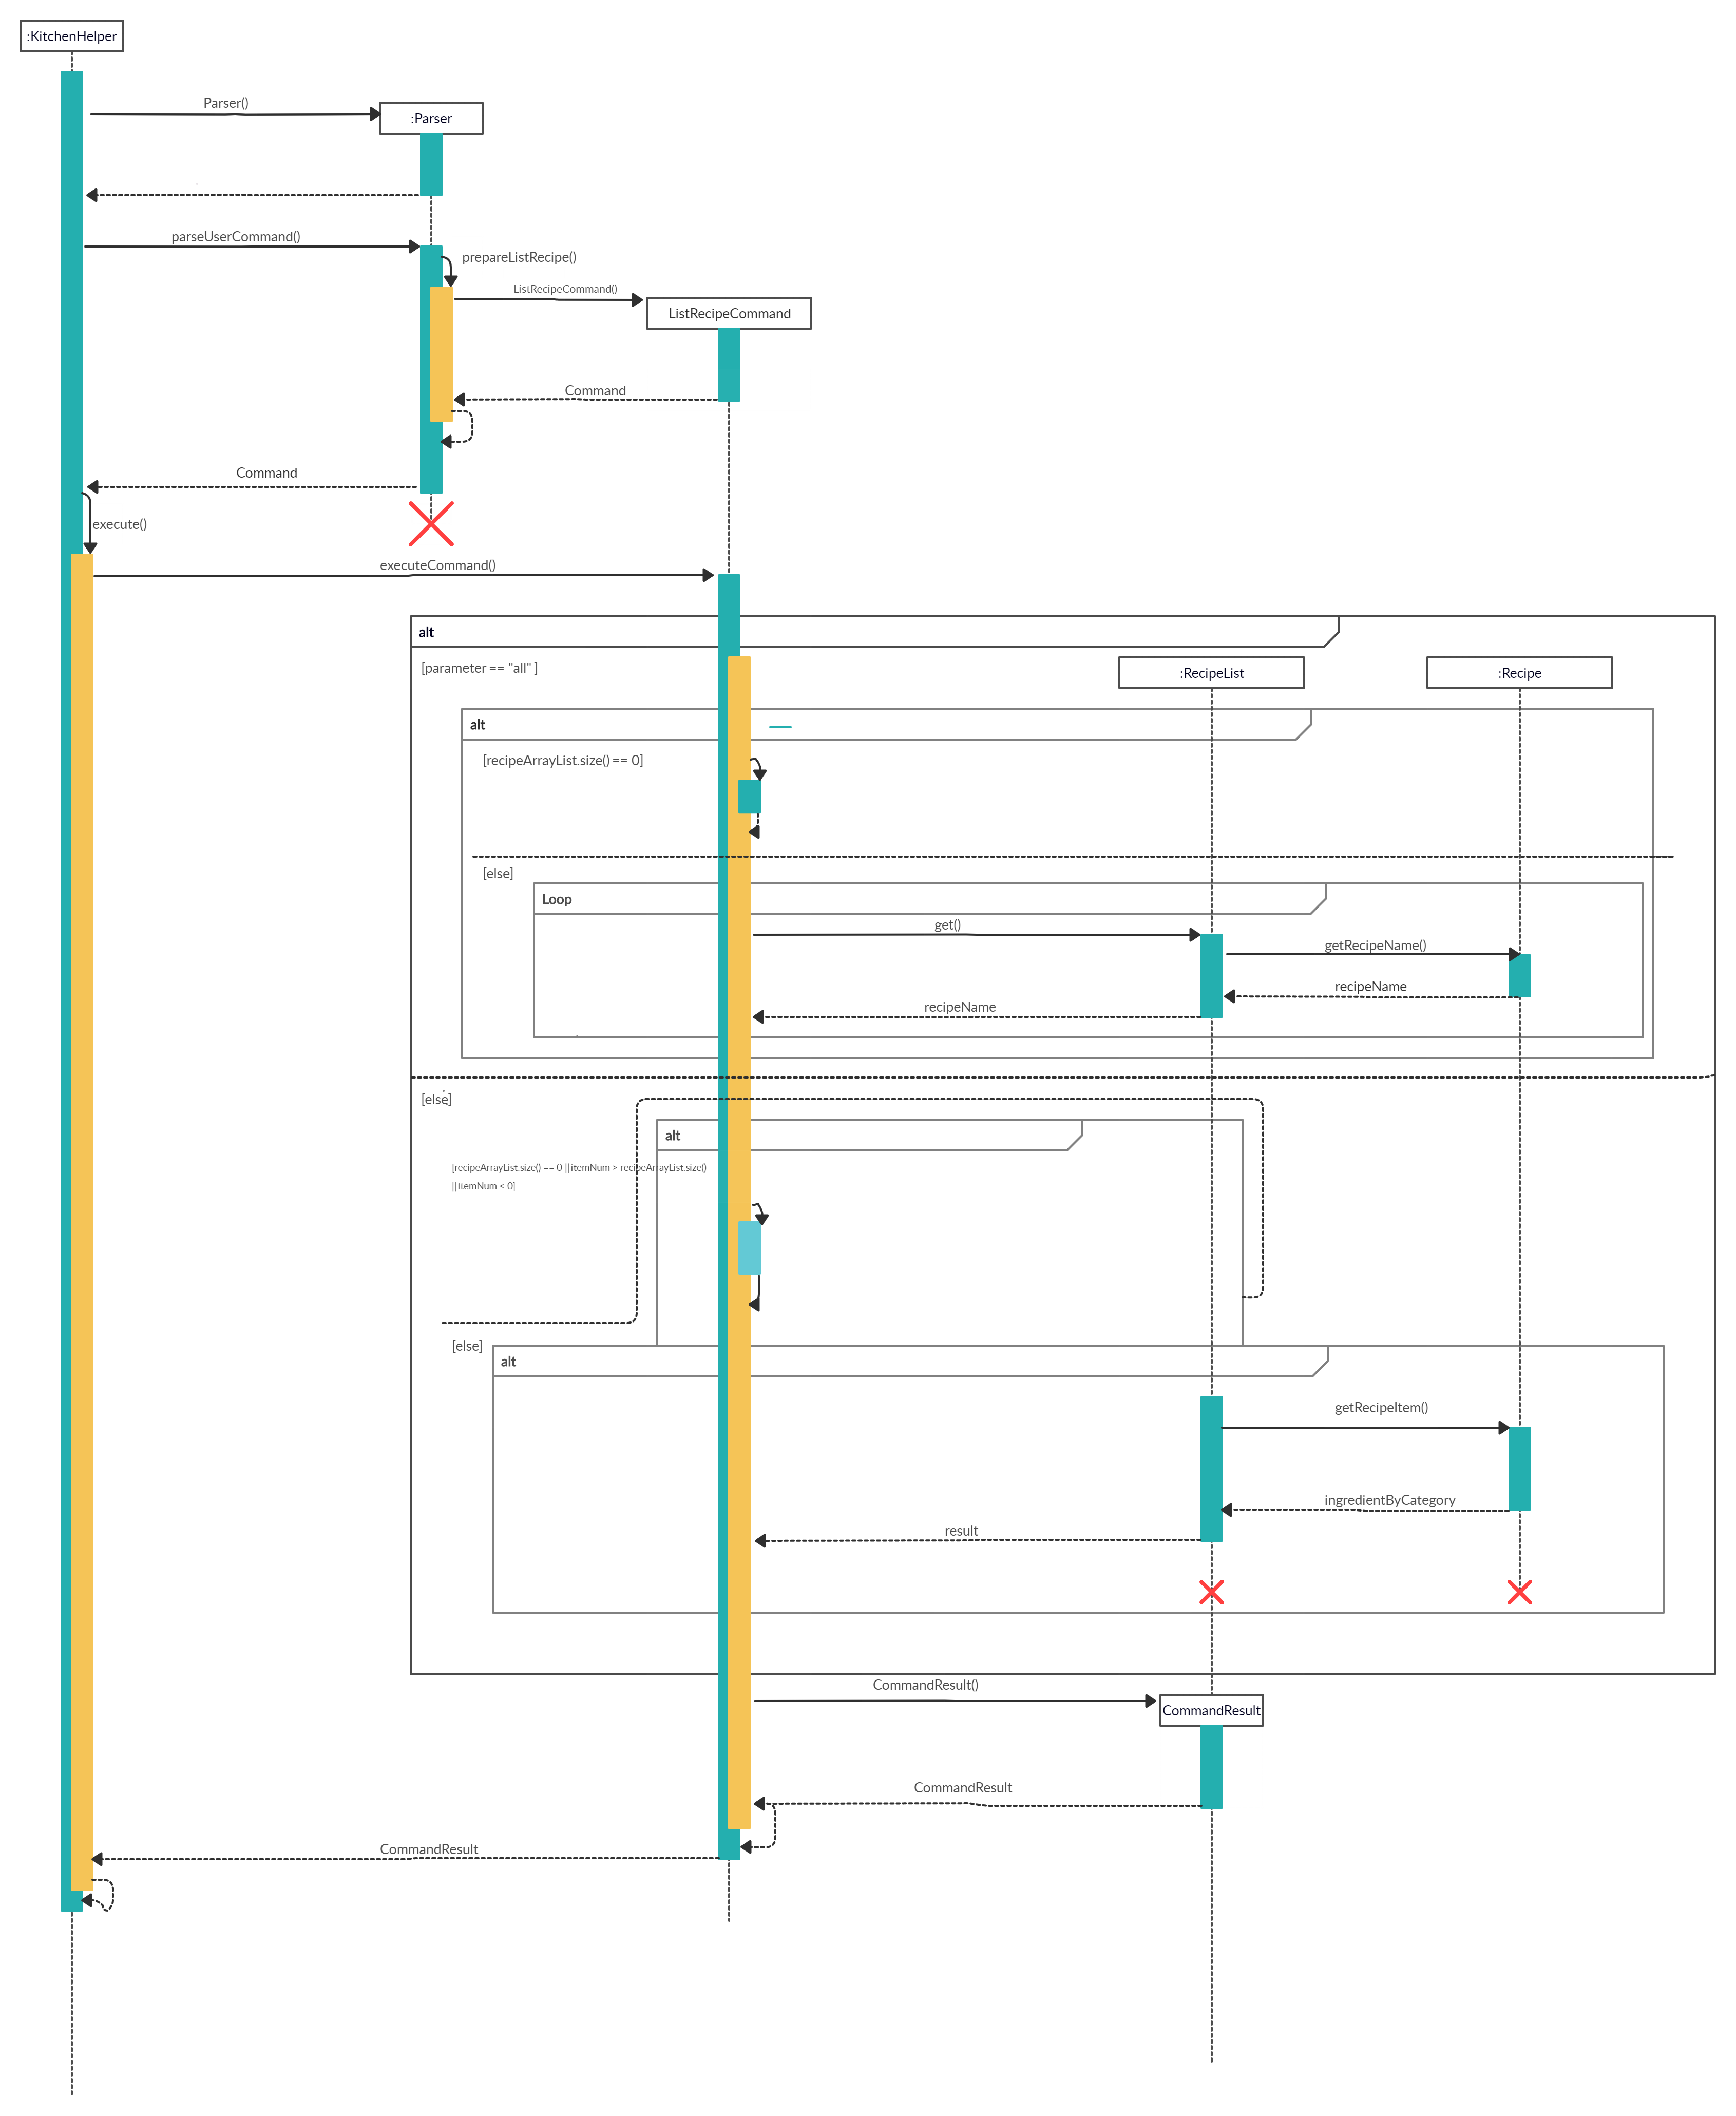 :KitchenHelper
Parser()
:Parser
parseUserCommand()
prepareListRecipe()
ListRecipeCommand()
ListRecipeCommand
Command
Command
execute()
executeCommand()
alt
[parameter == "all" ]
:RecipeList
:Recipe
alt
[recipeArrayList.size() == 0]
[else]
Loop
get()
getRecipeName()
recipeName
recipeName
[else]
alt
[recipeArrayList.size() == 0 || itemNum > recipeArrayList.size()
|| itemNum < 0]
[else]
alt
getRecipeItem()
ingredientByCategory
result
CommandResult()
CommandResult
CommandResult
CommandResult